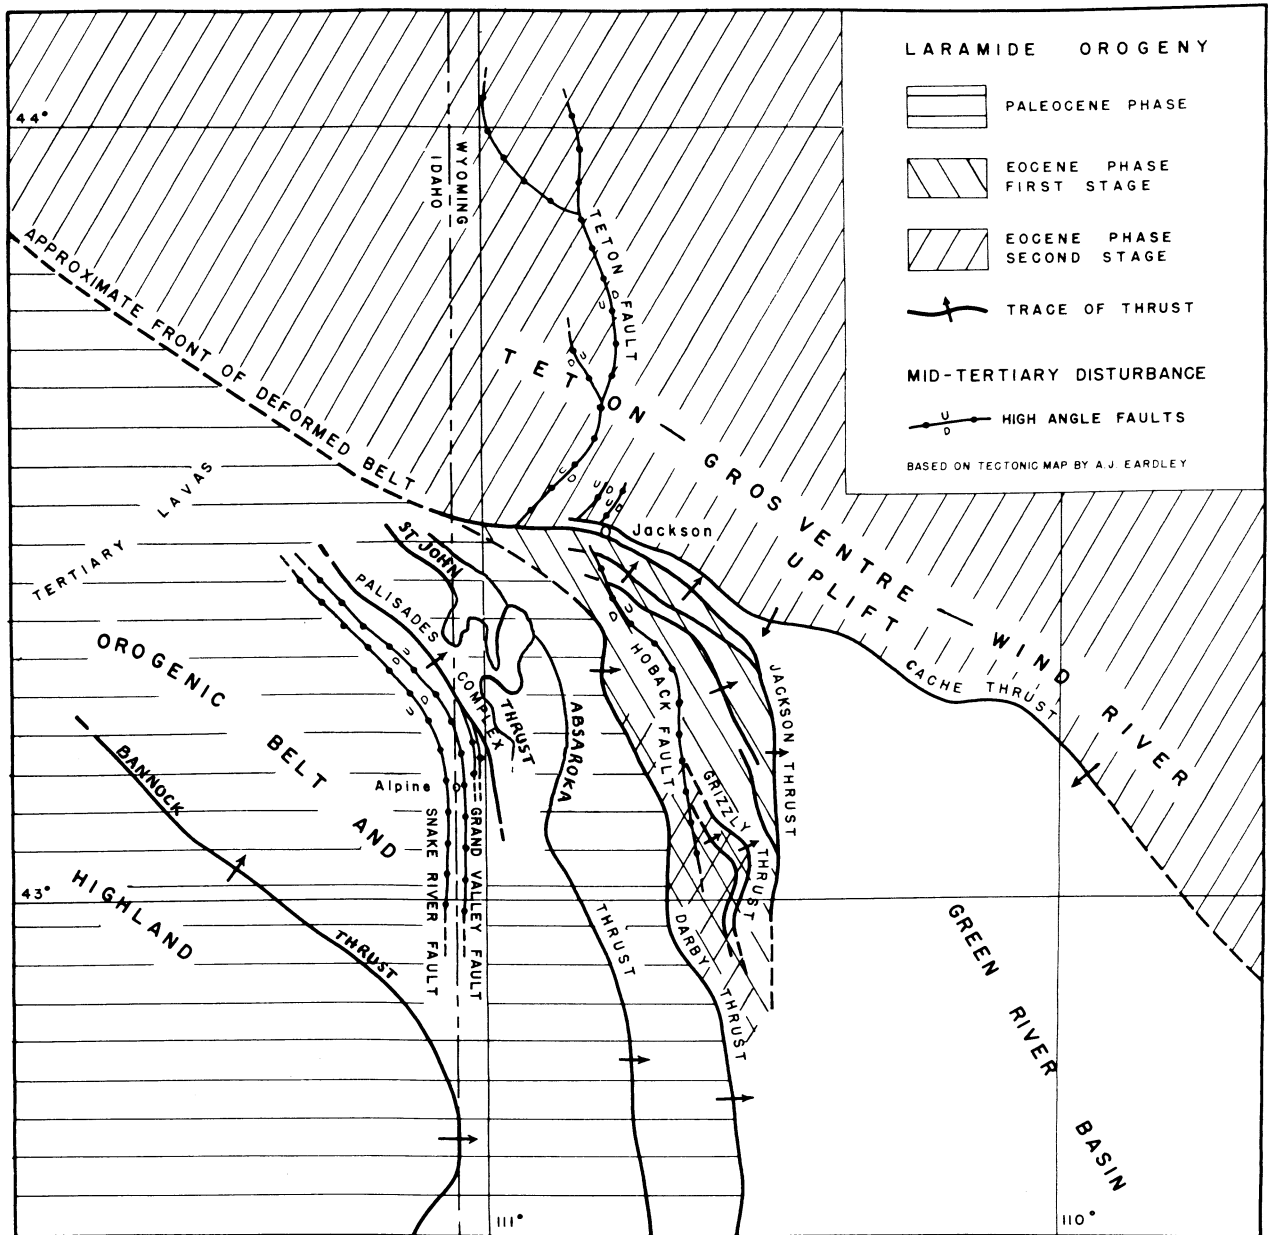 LARAMIDE OROGENY
PALEOCENE PHASE
EOCENE PHASE
FIRST STAGE
EOCENE PHASE
SECOND STAGE
TRACE OF THRUST
MID-TERTIARY DISTURBANCE
U
D
HIGH ANGLE FAULTS
BASED ON TECTONIC MAP BY A.J. EARDLEY
44°
WYOMING
IDAHO
TETON FAULT
U
D
APPROXIMATE FRONT OF DEFORMED BELT
U
D
TETON — GROS VENTRE — WIND RIVER
UPLIFT
U
D
U
D
U
D
Jackson
TERTIARY LAVAS
ST JOHN
THRUST
PALISADES
COMPLEX
U
D
D
U
U
D
HOBACK FAULT
ABSAROKA
THRUST
JACKSON THRUST
CACHE THRUST
OROGENIC
BELT
AND
HIGHLAND
BANNOCK
THRUST
Alpine
SNAKE RIVER FAULT
GRAND VALLEY FAULT
GRIZZLY THRUST
DARBY THRUST
43°
GREEN RIVER BASIN
111°
110°